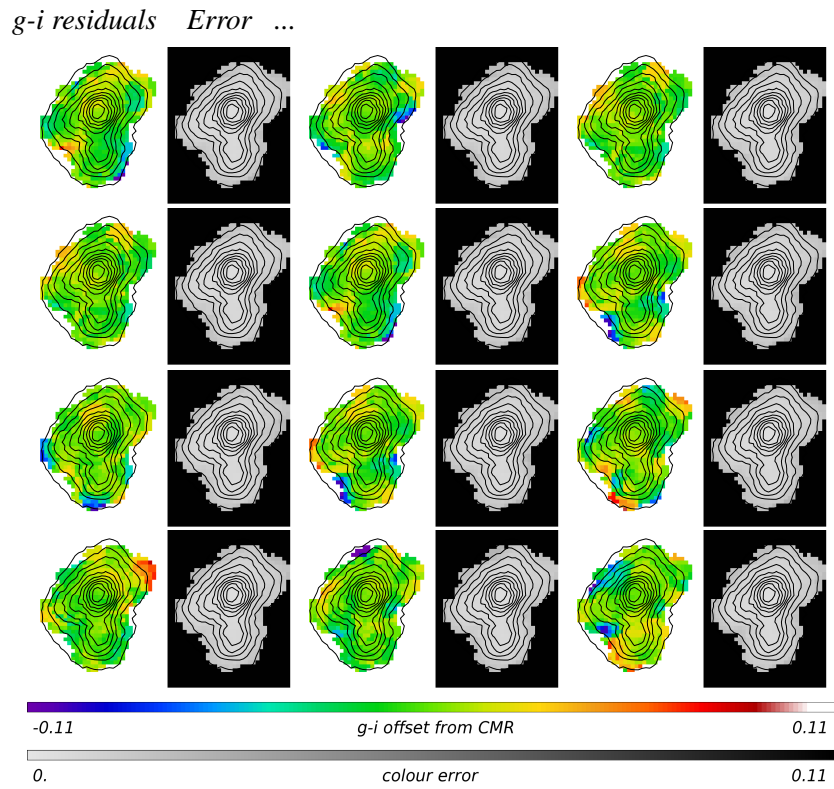 g-i residuals Error ...
-0.11 g-i offset from CMR 0.11
0. colour error 0.11